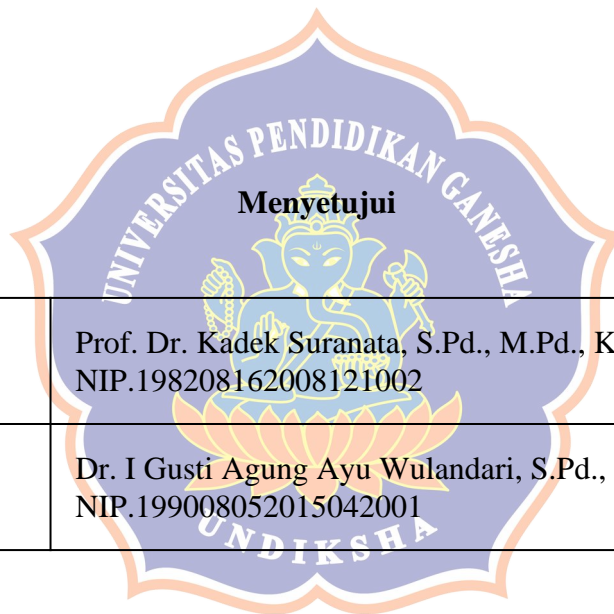 UNIVERSITAS PENDIDIKAN GANESHA
Menyetujui
Prof. Dr. Kadek Suranata, S.Pd., M.Pd., K
NIP.198208162008121002
Dr. I Gusti Agung Ayu Wulandari, S.Pd.,
NIP.199008052015042001
UNDIKSHA